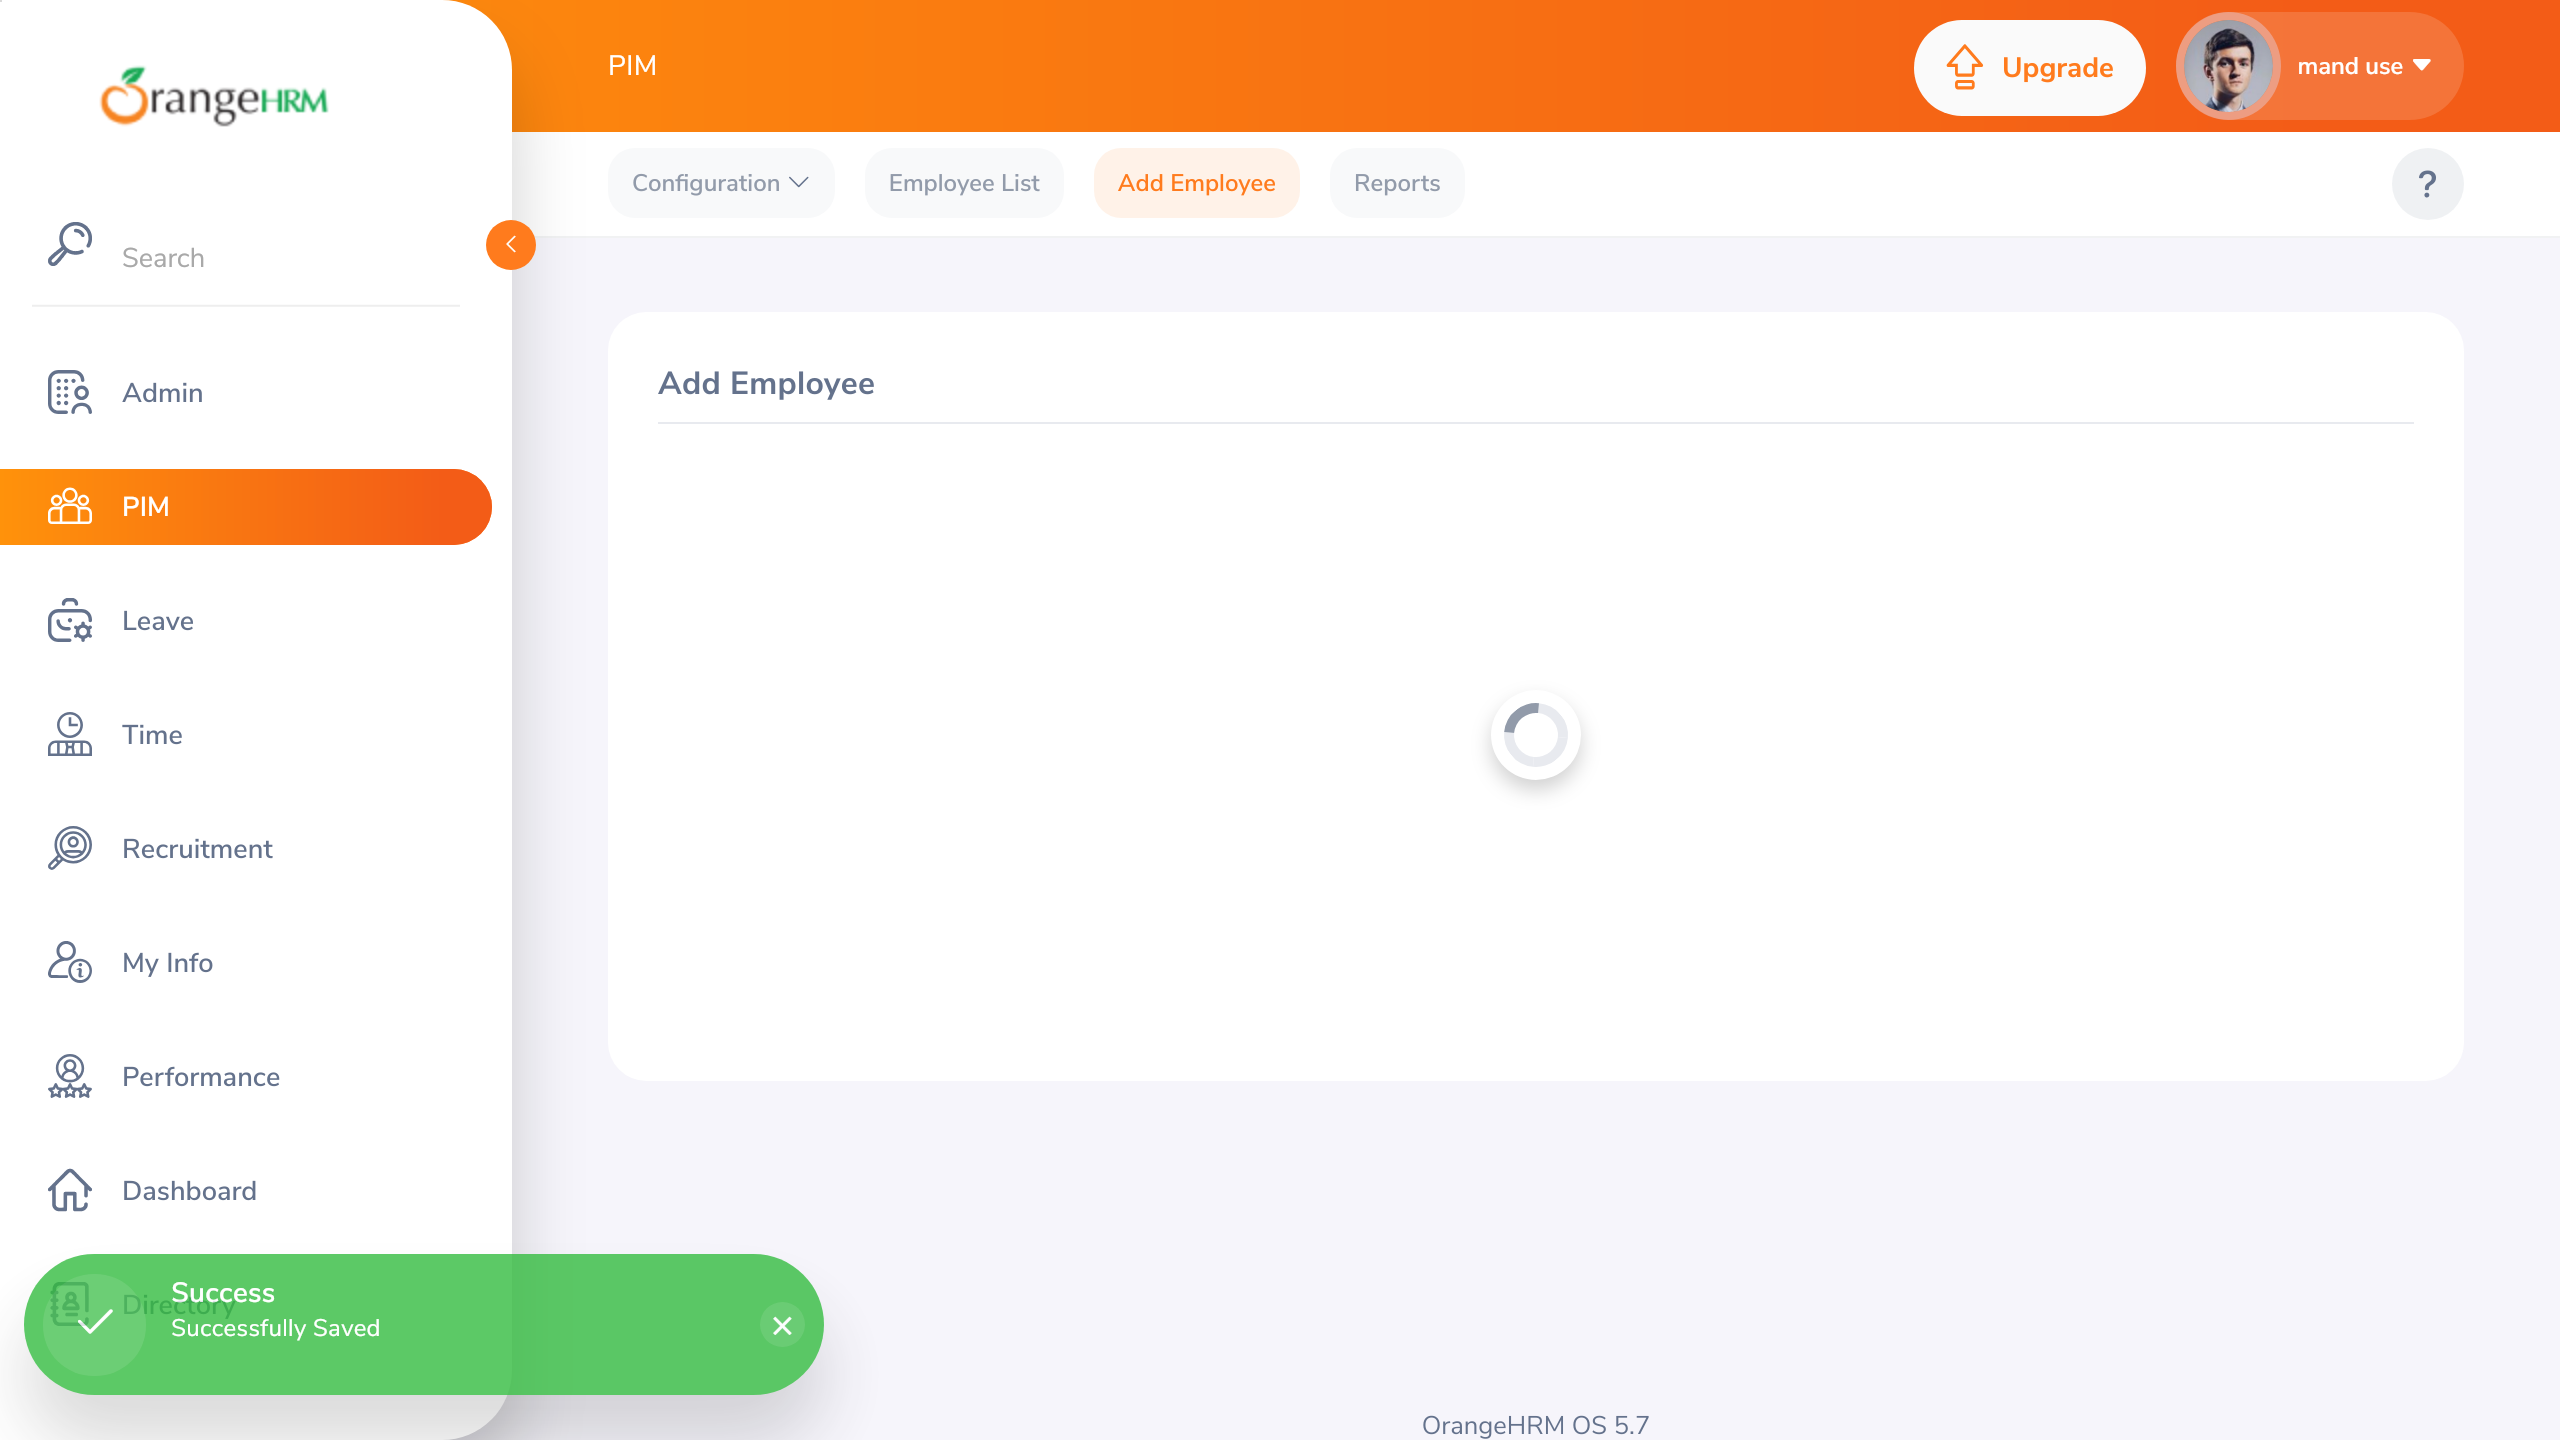 OrangeHRM
Search
Admin
PIM
Leave
Time
Recruitment
My Info
Performance
Dashboard
Directory
PIM
Upgrade
mand use
Configuration
Employee List
Add Employee
Reports
?
Add Employee
Success
Successfully Saved
OrangeHRM OS 5.7